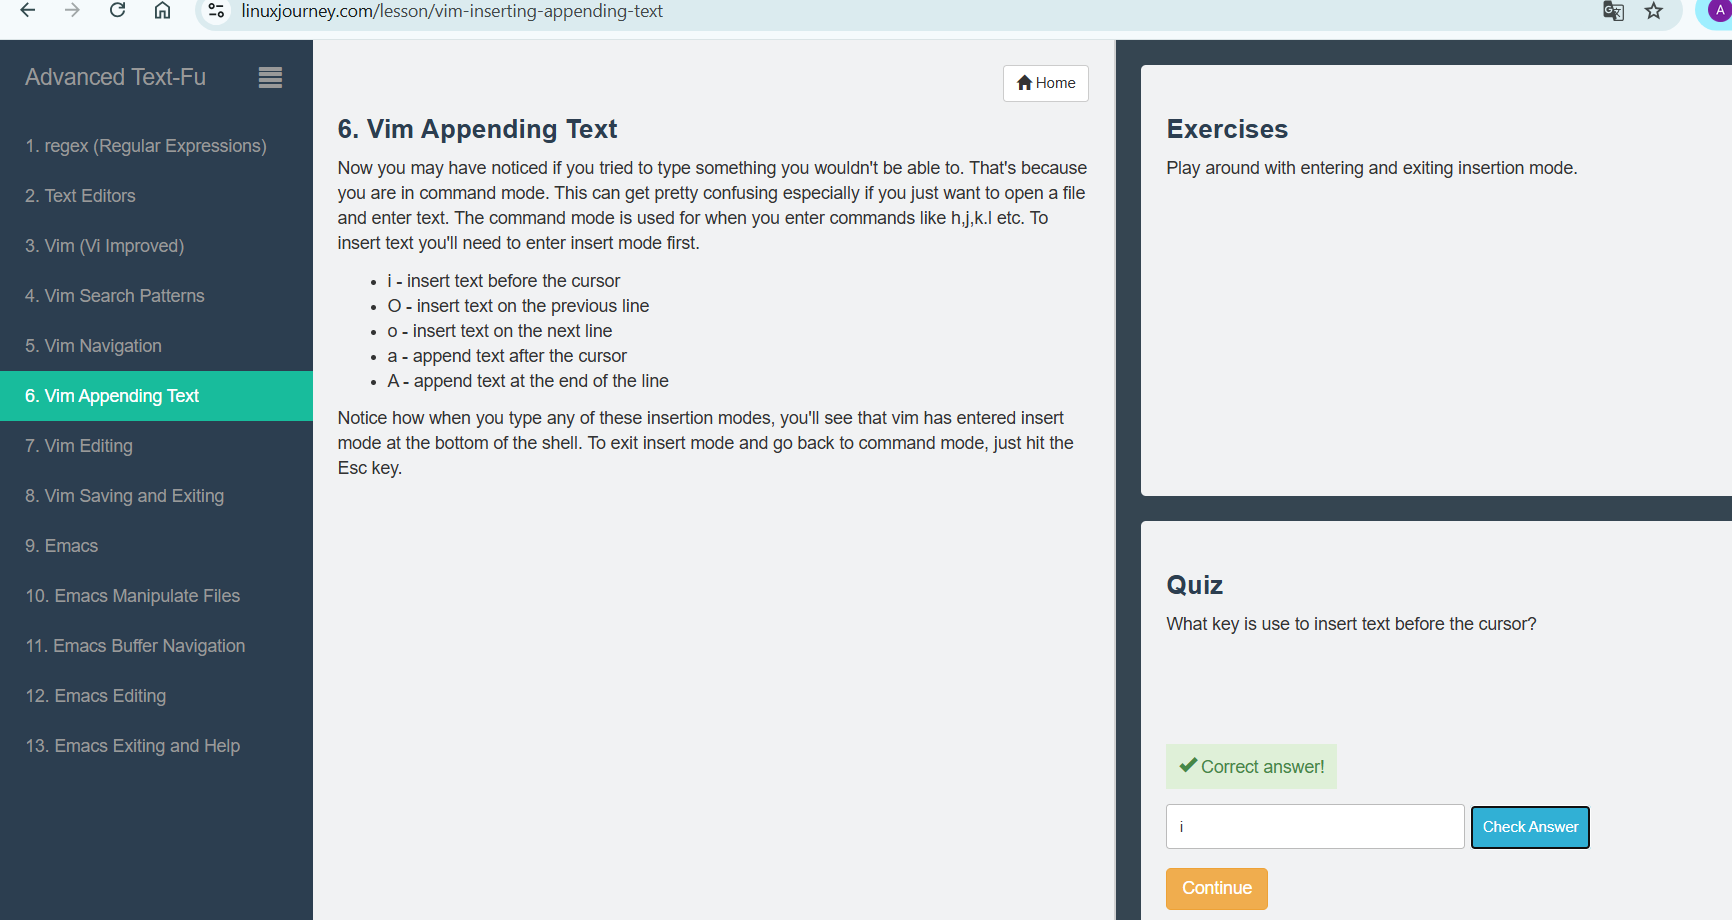 linuxjourney.com/lesson/vim-inserting-appending-text
A
Advanced Text-Fu
1. regex (Regular Expressions)
2. Text Editors
3. Vim (Vi Improved)
4. Vim Search Patterns
5. Vim Navigation
6. Vim Appending Text
7. Vim Editing
8. Vim Saving and Exiting
9. Emacs
10. Emacs Manipulate Files
11. Emacs Buffer Navigation
12. Emacs Editing
13. Emacs Exiting and Help
Home
6. Vim Appending Text
Now you may have noticed if you tried to type something you wouldn't be able to. That's because
you are in command mode. This can get pretty confusing especially if you just want to open a file
and enter text. The command mode is used for when you enter commands like h,j,k.l etc. To
insert text you'll need to enter insert mode first.
• i - insert text before the cursor
• O - insert text on the previous line
• o - insert text on the next line
• a - append text after the cursor
• A - append text at the end of the line
Notice how when you type any of these insertion modes, you'll see that vim has entered insert
mode at the bottom of the shell. To exit insert mode and go back to command mode, just hit the
Esc key.
Exercises
Play around with entering and exiting insertion mode.
Quiz
What key is use to insert text before the cursor?
✔ Correct answer!
i
Check Answer
Continue